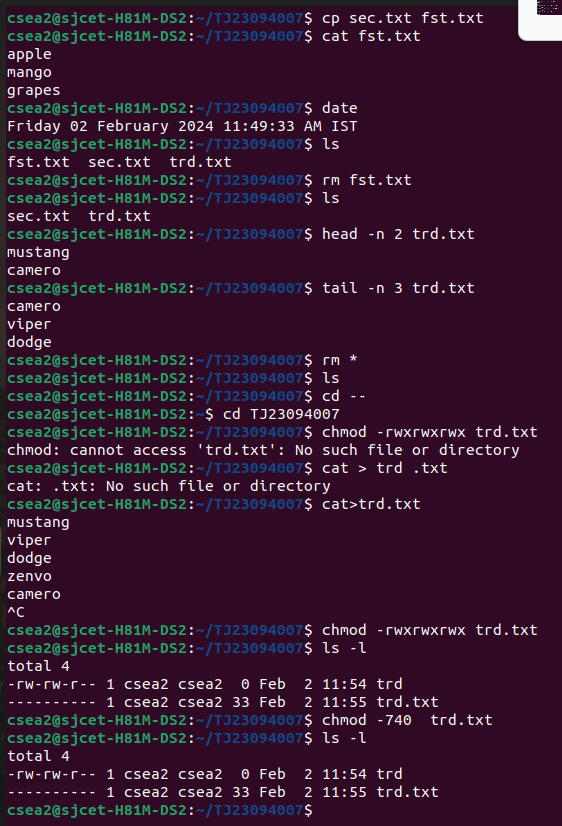 csea2@sjcet-H81M-DS2:~/TJ23094007$ cp sec.txt fst.txt
csea2@sjcet-H81M-DS2:~/TJ23094007$ cat fst.txt
apple
mango
grapes
csea2@sjcet-H81M-DS2:~/TJ23094007$ date
Friday 02 February 2024 11:49:33 AM IST
csea2@sjcet-H81M-DS2:~/TJ23094007$ ls
fst.txt  sec.txt  trd.txt
csea2@sjcet-H81M-DS2:~/TJ23094007$ rm fst.txt
csea2@sjcet-H81M-DS2:~/TJ23094007$ ls
sec.txt  trd.txt
csea2@sjcet-H81M-DS2:~/TJ23094007$ head -n 2 trd.txt
mustang
camero
csea2@sjcet-H81M-DS2:~/TJ23094007$ tail -n 3 trd.txt
camero
viper
dodge
csea2@sjcet-H81M-DS2:~/TJ23094007$ rm *
csea2@sjcet-H81M-DS2:~/TJ23094007$ ls
csea2@sjcet-H81M-DS2:~/TJ23094007$ cd --
csea2@sjcet-H81M-DS2:~$ cd TJ23094007
csea2@sjcet-H81M-DS2:~/TJ23094007$ chmod -rwxrwxrwx trd.txt
chmod: cannot access 'trd.txt': No such file or directory
csea2@sjcet-H81M-DS2:~/TJ23094007$ cat > trd .txt
cat: .txt: No such file or directory
csea2@sjcet-H81M-DS2:~/TJ23094007$ cat>trd.txt
mustang
viper
dodge
zenvo
camero
^C
csea2@sjcet-H81M-DS2:~/TJ23094007$ chmod -rwxrwxrwx trd.txt
csea2@sjcet-H81M-DS2:~/TJ23094007$ ls -l
total 4
-rw-rw-r-- 1 csea2 csea2  0 Feb  2 11:54 trd
---------- 1 csea2 csea2 33 Feb  2 11:55 trd.txt
csea2@sjcet-H81M-DS2:~/TJ23094007$ chmod -740  trd.txt
csea2@sjcet-H81M-DS2:~/TJ23094007$ ls -l
total 4
-rw-rw-r-- 1 csea2 csea2  0 Feb  2 11:54 trd
---------- 1 csea2 csea2 33 Feb  2 11:55 trd.txt
csea2@sjcet-H81M-DS2:~/TJ23094007$